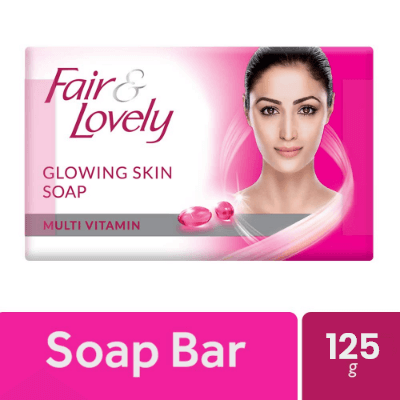 Fair &
Lovely
GLOWING SKIN
SOAP
MULTI VITAMIN
Soap Bar
125
g